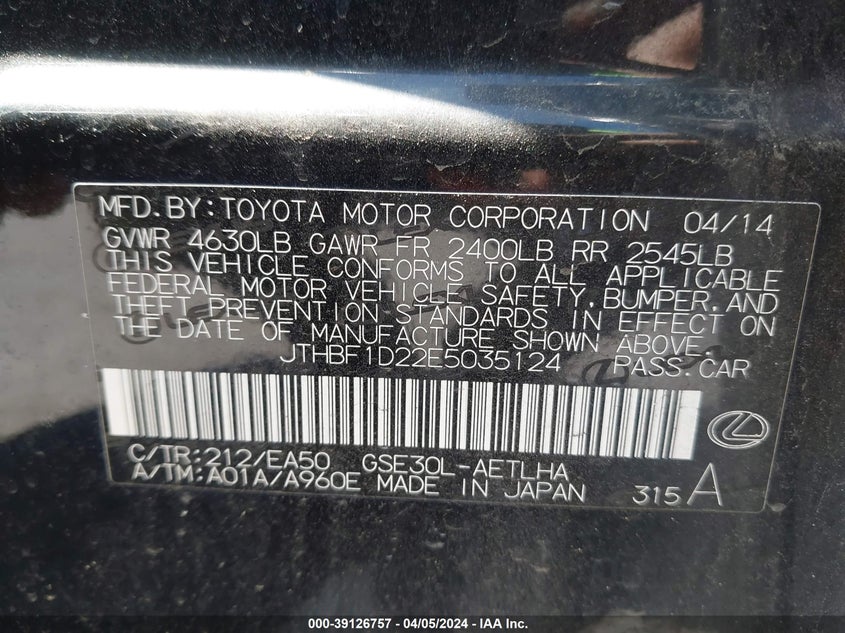 MFD.BY:TOYOTA MOTOR CORPORATION 04/14
GVWR 4630LB GAWR FR 2400LB RR 2545LB
THIS VEHICLE CONFORMS TO ALL APPLICABLE
FEDERAL MOTOR VEHICLE SAFETY, BUMPER, AND
THEFT PREVENTION STANDARDS IN EFFECT ON
THE DATE OF MANUFACTURE SHOWN ABOVE.
JTHBF1D22E5035124 PASS.CAR
C/TR:212/EA50 GSE30L-AETLHA
A/TM:A01A/A960E MADE IN JAPAN 315 A
000-39126757 — 04/05/2024 — IAA Inc.